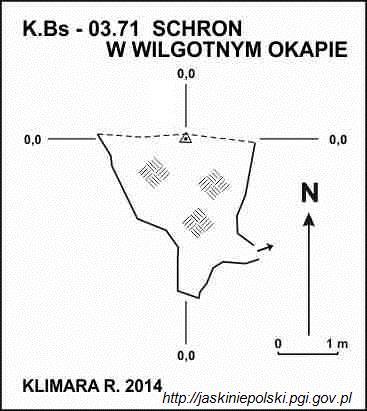 K.Bs - 03.71 SCHRON
W WILGOTNYM OKAPIE
0,0
0,0
0,0
N
0,0
0
1 m
KLIMARA R. 2014
http://jaskiniepolski.pgi.gov.pl